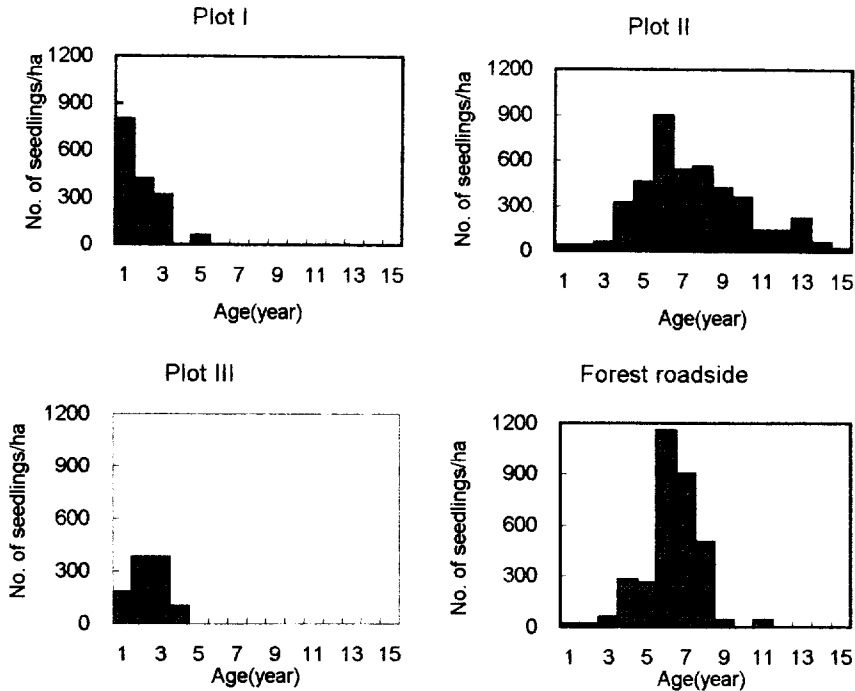 Plot I
No. of seedlings/ha
1200
900
600
300
0
1 3 5 7 9 11 13 15
Age(year)
Plot II
No. of seedlings/ha
1200
900
600
300
0
1 3 5 7 9 11 13 15
Age(year)
Plot III
No. of seedlings/ha
1200
900
600
300
0
1 3 5 7 9 11 13 15
Age(year)
Forest roadside
No. of seedlings/ha
1200
900
600
300
0
1 3 5 7 9 11 13 15
Age(year)